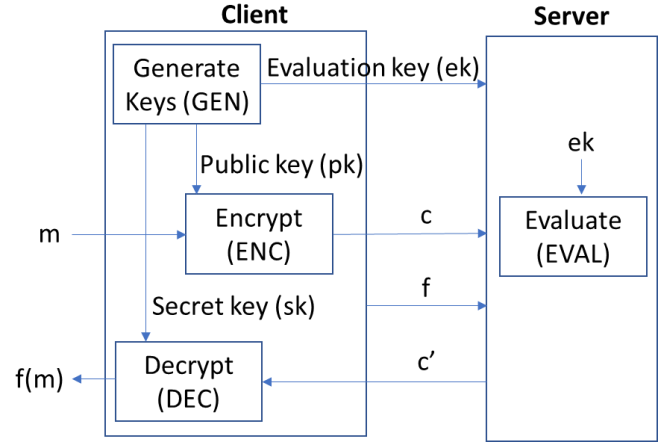 Client
Server
Generate
Keys (GEN)
Evaluation key (ek)
ek
Public key (pk)
m
Encrypt
(ENC)
c
Evaluate
(EVAL)
f
Secret key (sk)
f(m)
Decrypt
(DEC)
c’